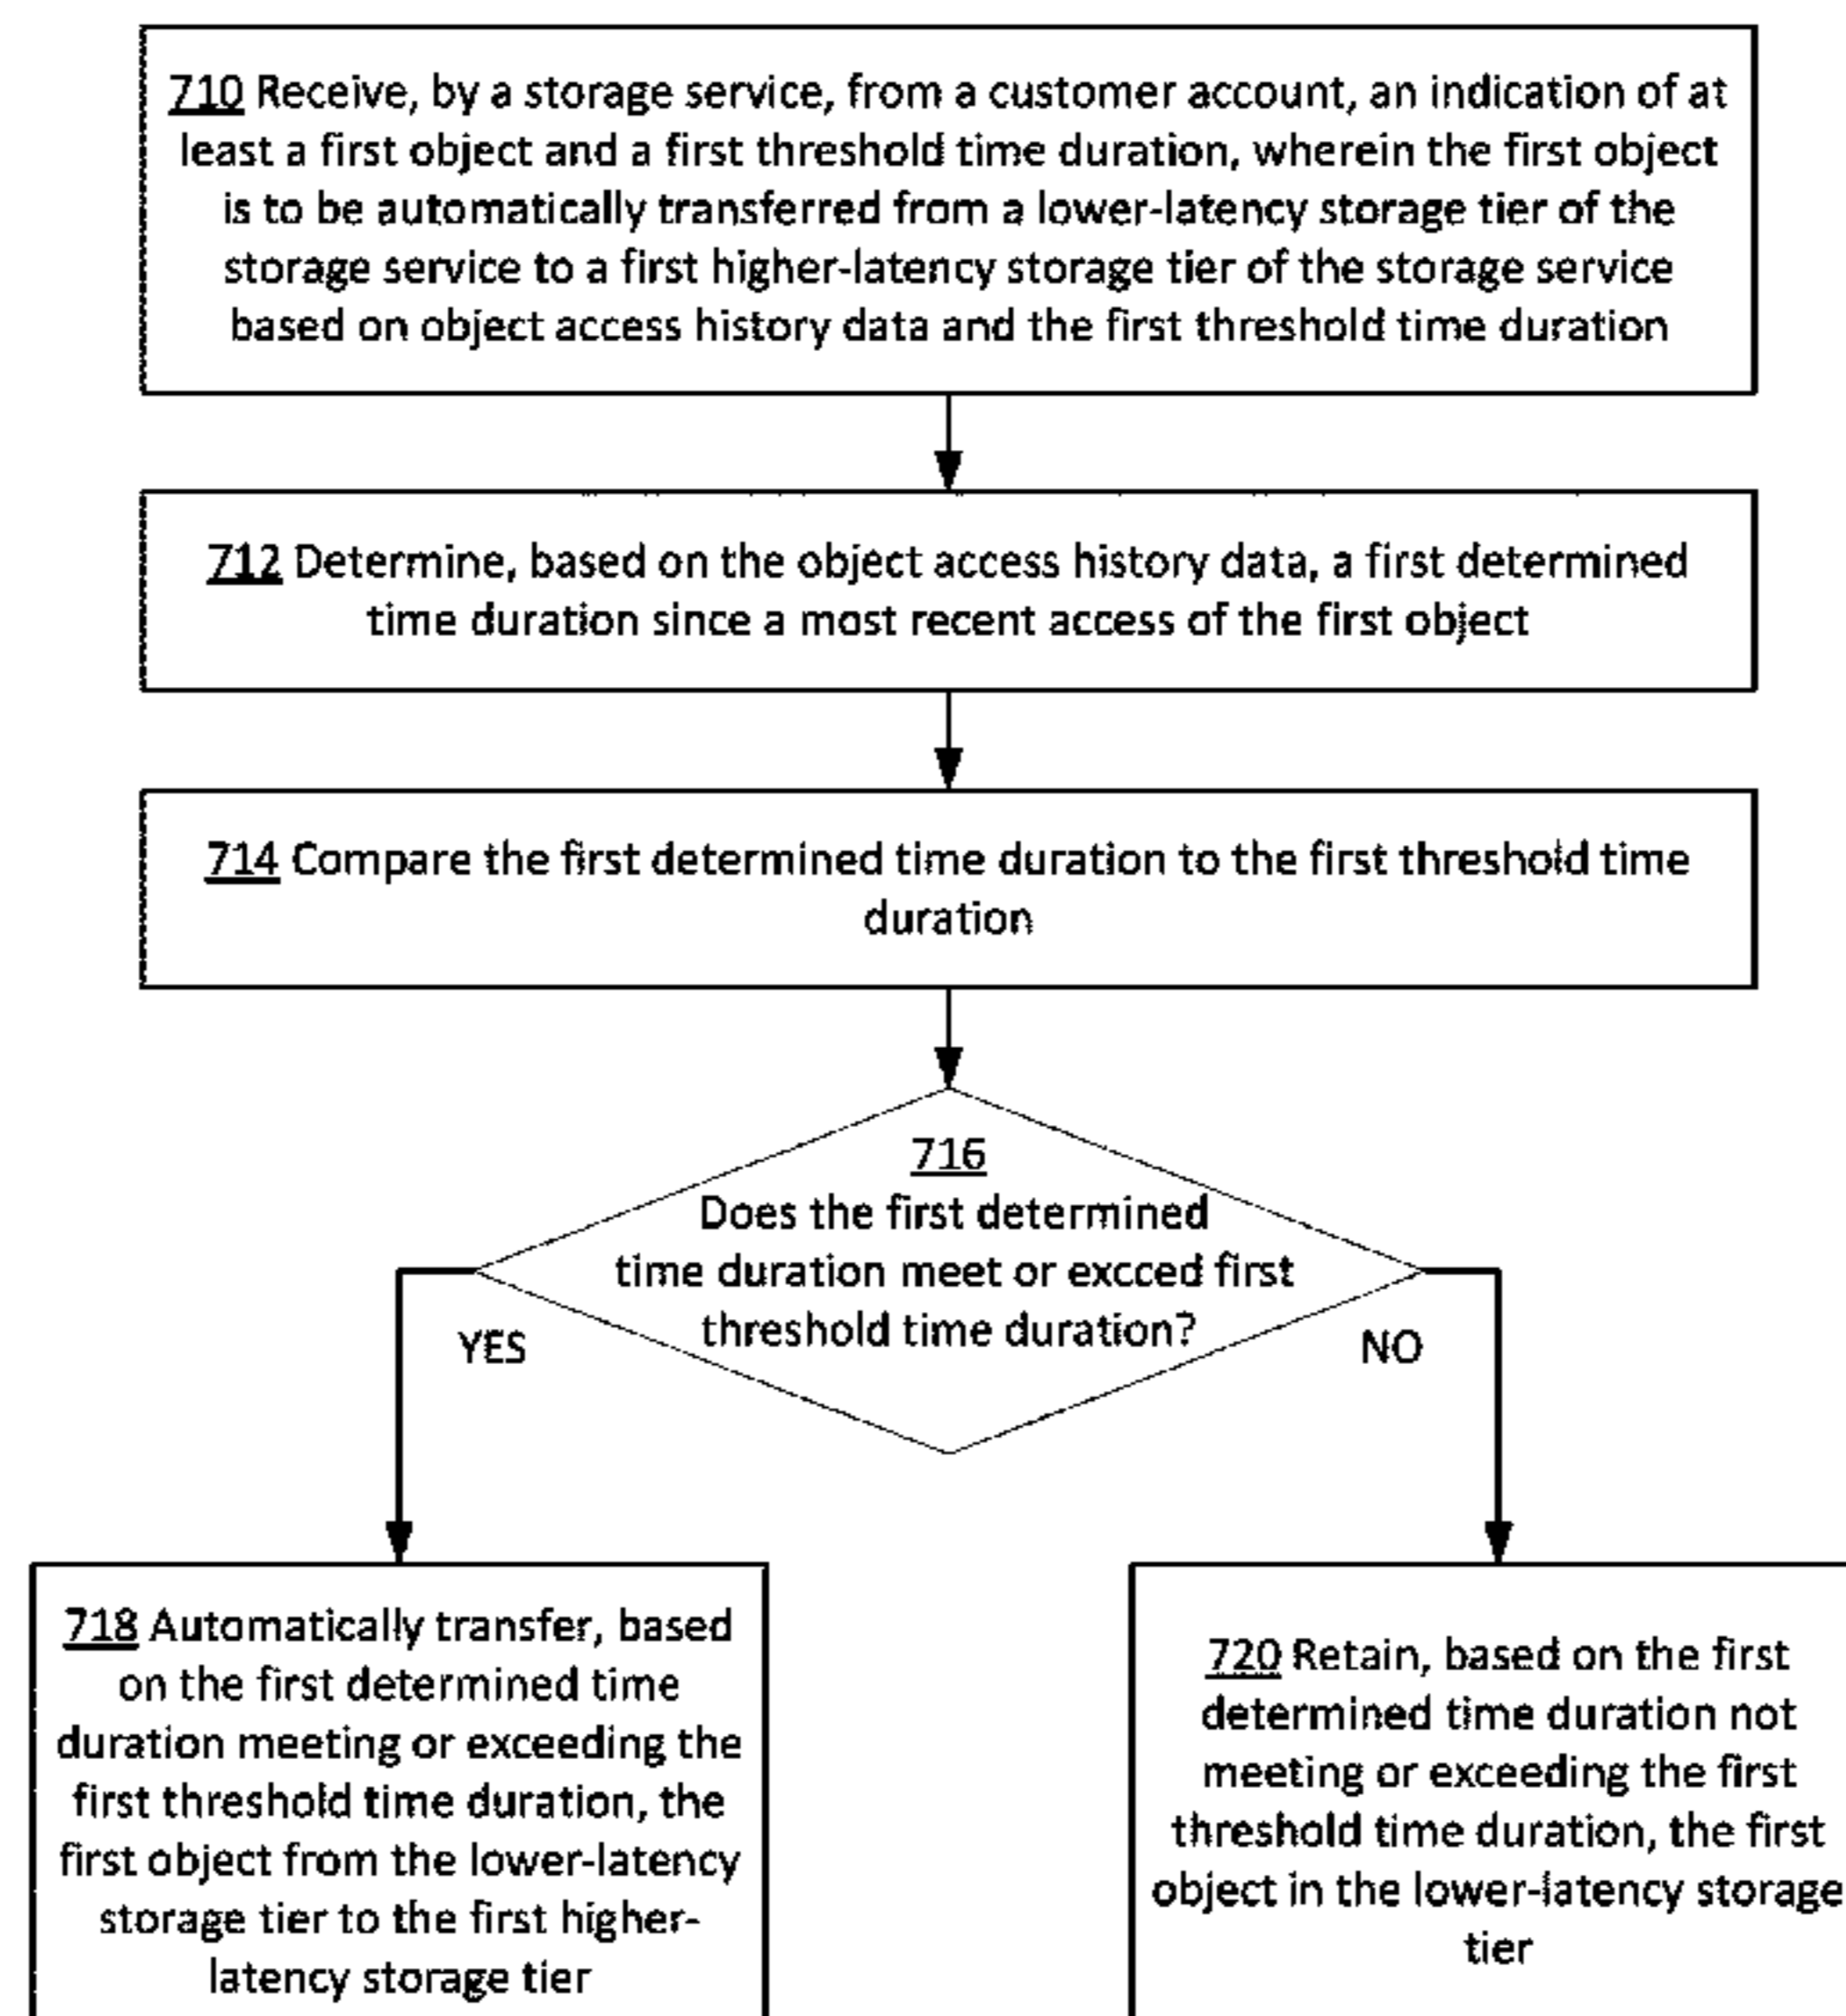 710 Receive, by a storage service, from a customer account, an indication of at
least a first object and a first threshold time duration, wherein the first object
is to be automatically transferred from a lower-latency storage tier of the
storage service to a first higher-latency storage tier of the storage service
based on object access history data and the first threshold time duration
712 Determine, based on the object access history data, a first determined
time duration since a most recent access of the first object
714 Compare the first determined time duration to the first threshold time
duration
716
Does the first determined
time duration meet or excced first
threshold time duration?
YES
NO
718 Automatically transfer, based
on the first determined time
duration meeting or exceeding the
first threshold time duration, the
first object from the lower-latency
storage tier to the first higher-
latency storage tier
720 Retain, based on the first
determined time duration not
meeting or exceeding the first
threshold time duration, the first
object in the lower-latency storage
tier